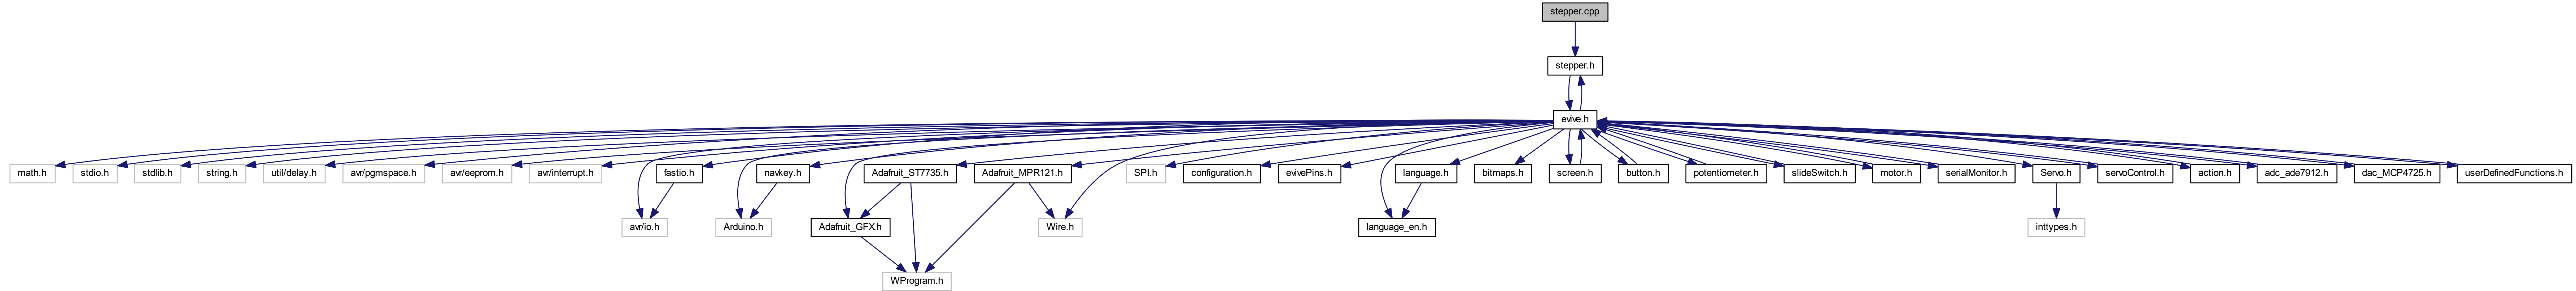 stepper.cpp
stepper.h
evive.h
math.h
stdio.h
stdlib.h
string.h
util/delay.h
avr/pgmspace.h
avr/eeprom.h
avr/interrupt.h
fastio.h
navkey.h
Adafruit_ST7735.h
Adafruit_MPR121.h
SPI.h
configuration.h
evivePins.h
language.h
bitmaps.h
screen.h
button.h
potentiometer.h
slideSwitch.h
motor.h
serialMonitor.h
Servo.h
servoControl.h
action.h
adc_ade7912.h
dac_MCP4725.h
userDefinedFunctions.h
avr/io.h
Arduino.h
Adafruit_GFX.h
Wire.h
language_en.h
inttypes.h
WProgram.h